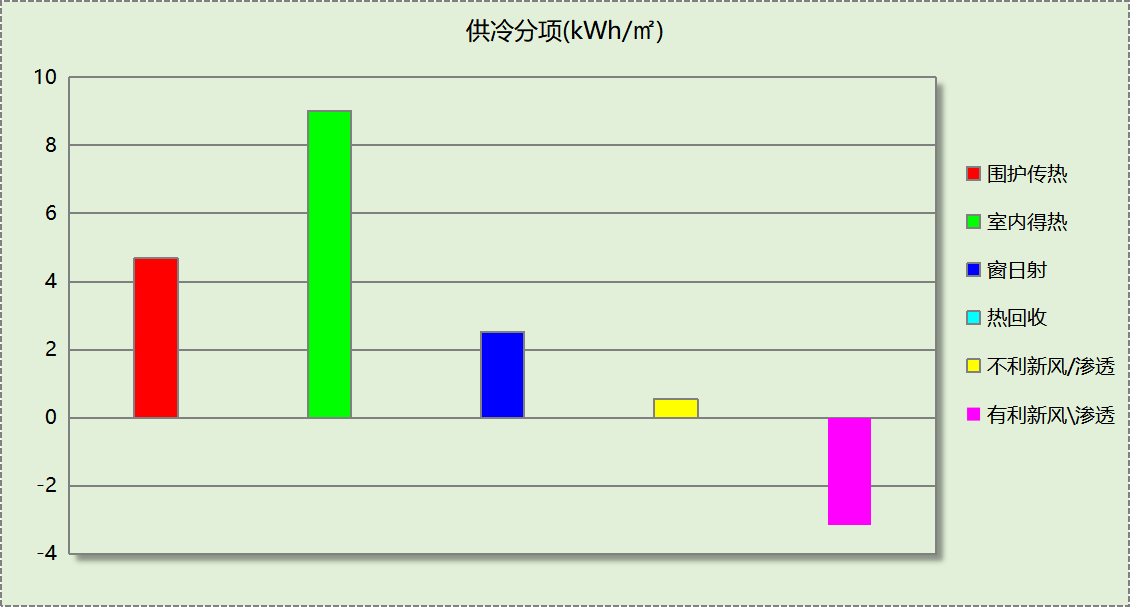 供冷分项(kWh/㎡)
10
8
6
4
2
0
-2
-4
围护传热
室内得热
窗日射
热回收
不利新风/渗透
有利新风\渗透